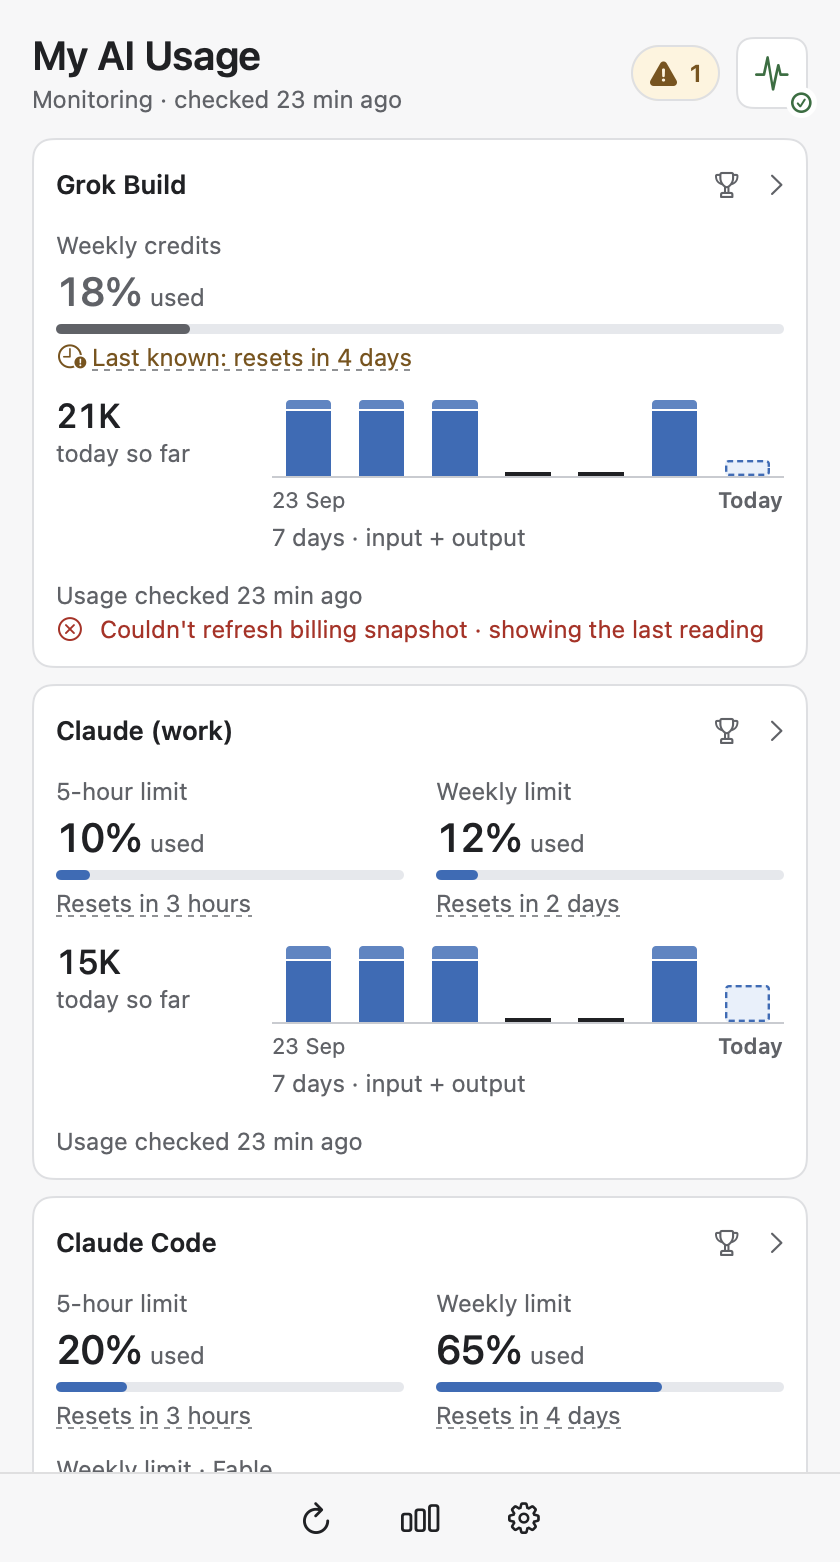 My AI Usage
Monitoring · checked 23 min ago
1
Grok Build
Weekly credits
18% used
Last known: resets in 4 days
21K
today so far
23 Sep
Today
7 days · input + output
Usage checked 23 min ago
Couldn't refresh billing snapshot · showing the last reading
Claude (work)
5-hour limit
10% used
Resets in 3 hours
Weekly limit
12% used
Resets in 2 days
15K
today so far
23 Sep
Today
7 days · input + output
Usage checked 23 min ago
Claude Code
5-hour limit
20% used
Resets in 3 hours
Weekly limit
65% used
Resets in 4 days
Weekly limit · Fable